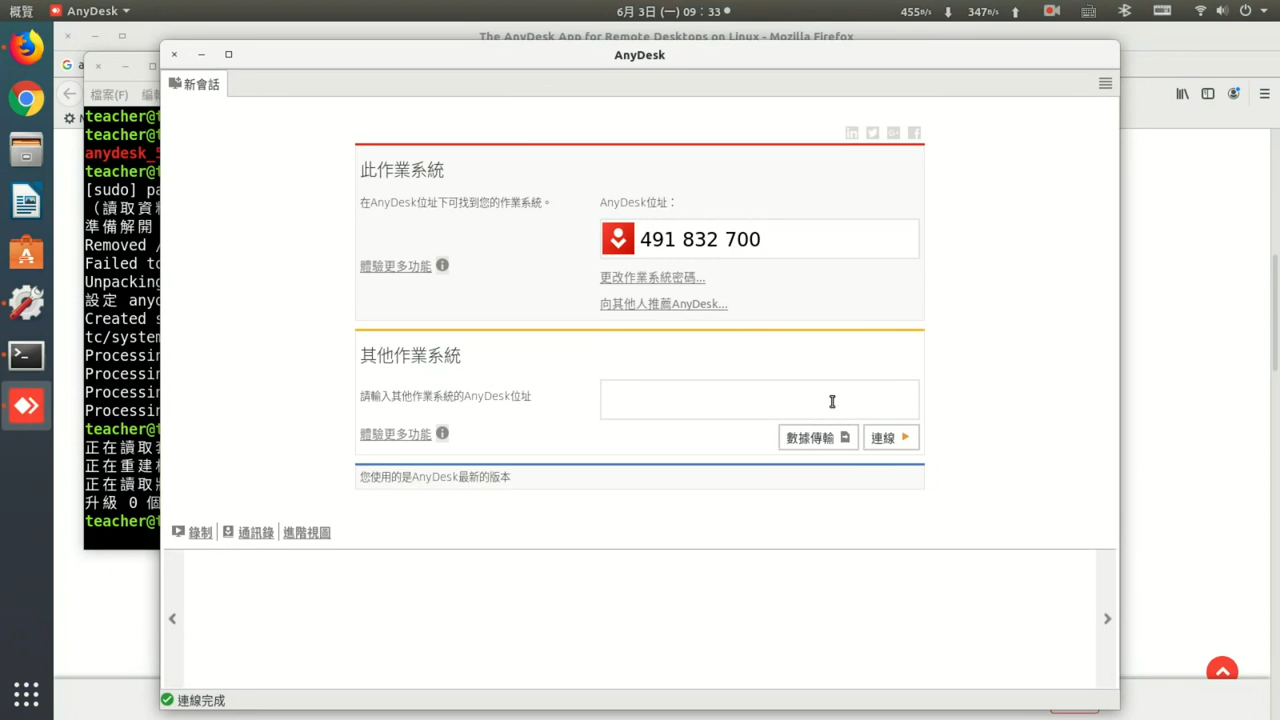 概覽 AnyDesk 6月 3日 (一) 09：33 455B/s 347B/s
The AnyDesk App for Remote Desktops on Linux - Mozilla Firefox
AnyDesk
新會話
檔案(F)
teacher@
teacher@
anydesk_
teacher@
[sudo] pa
（讀取資料
準備解開
Removed
Failed to
Unpacking
設定 anyd
Created s
tc/system
Processin
Processin
Processin
Processin
teacher@
正在讀取
正在重建
正在讀取
升級 0 個
teacher@
此作業系統
在AnyDesk位址下可找到您的作業系統。
AnyDesk位址：
491 832 700
體驗更多功能
更改作業系統密碼...
向其他人推薦AnyDesk...
其他作業系統
請輸入其他作業系統的AnyDesk位址
體驗更多功能
數據傳輸 連線
您使用的是AnyDesk最新的版本
錄制 通訊錄 進階視圖
連線完成